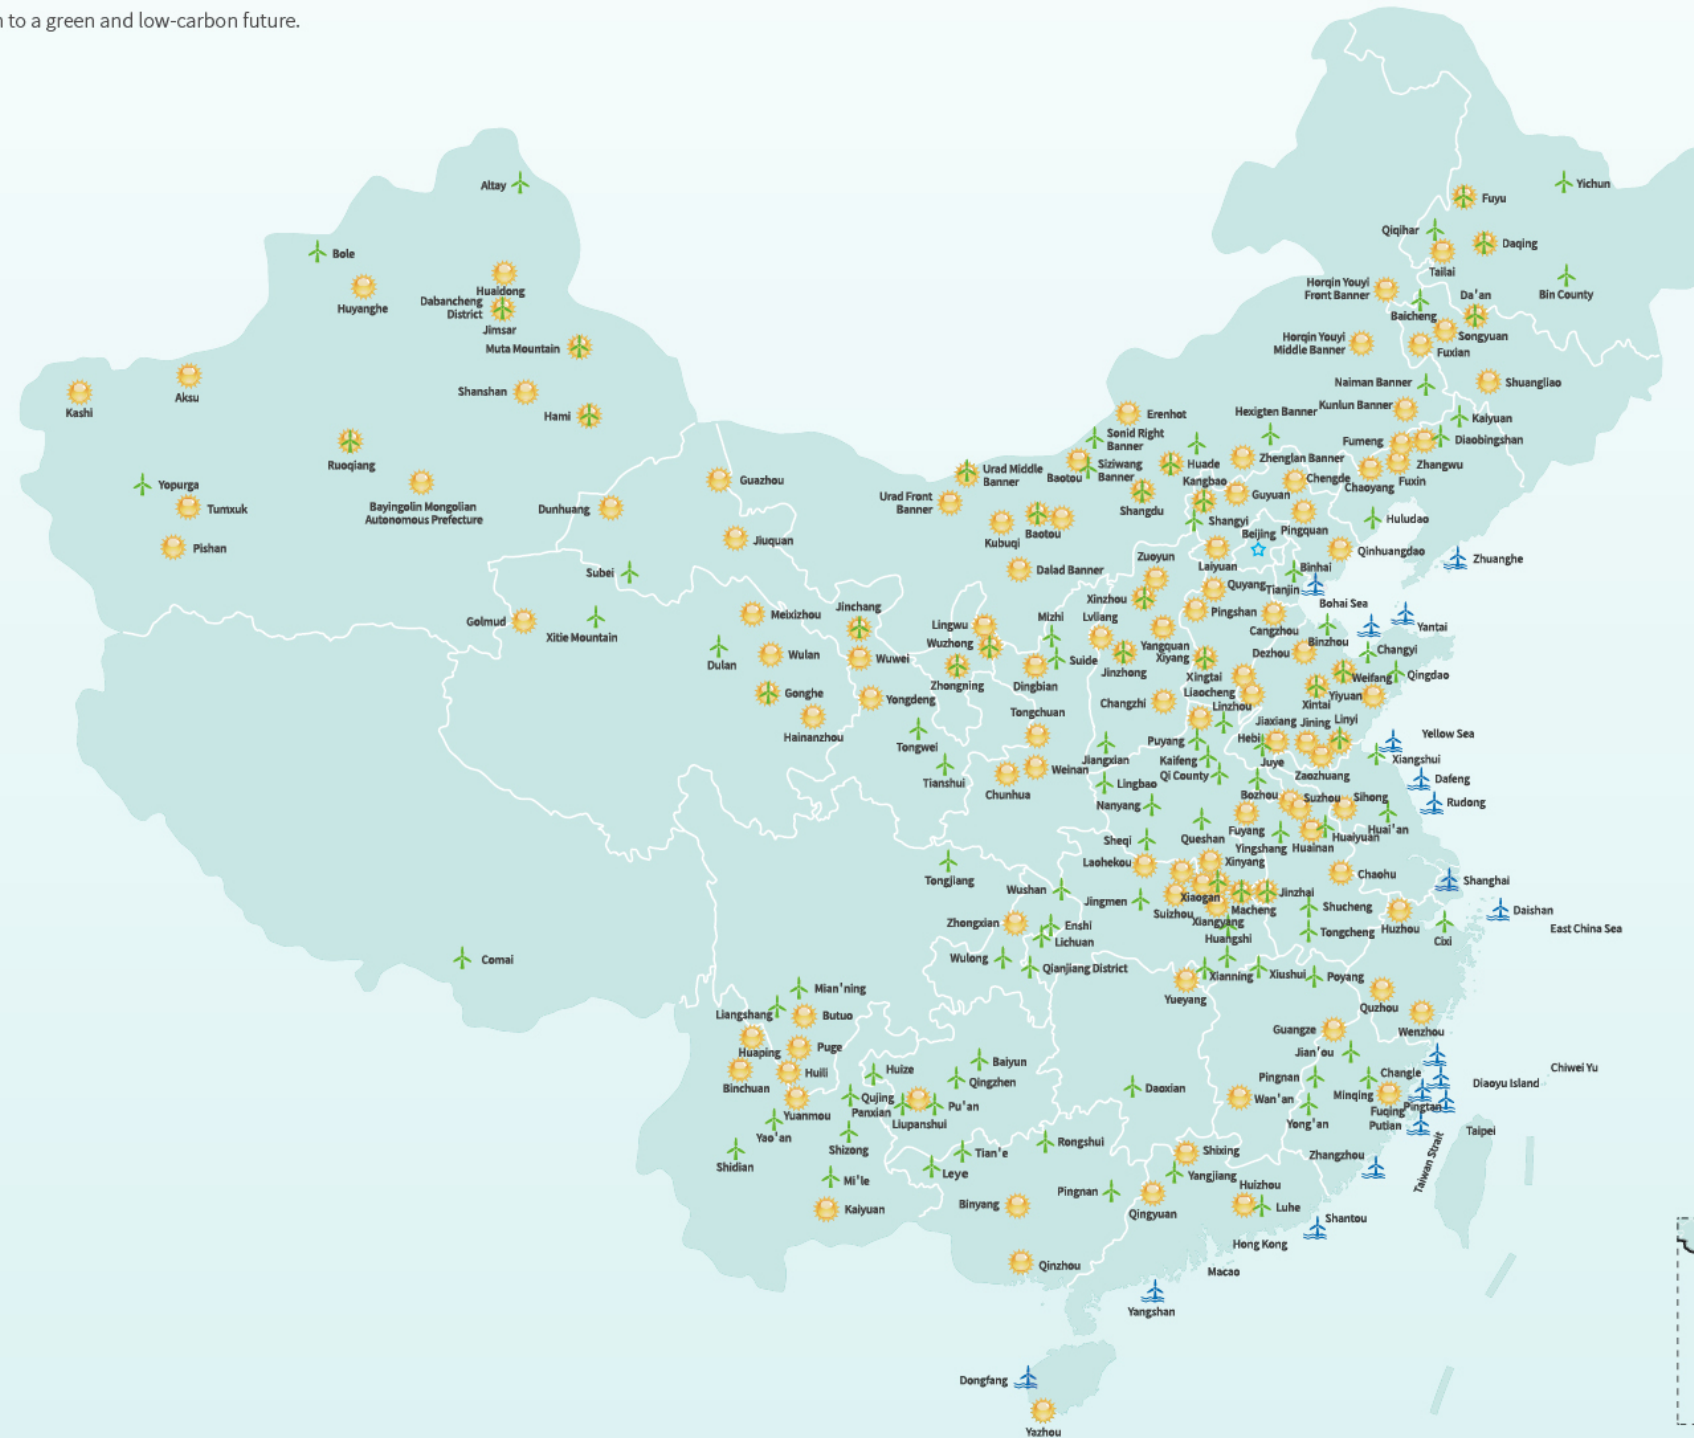 n to a green and low-carbon future.
Altay
Yichun
Fuyu
Qiqihar
Daqing
Bole
Tailai
Huaidong
Huyanghe
Dabancheng
District
Jimsar
Horqin Youyi
Front Banner
Bin County
Da'an
Baicheng
Songyuan
Muta Mountain
Horqin Youyi
Middle Banner
Fuxian
Kashi
Aksu
Shanshan
Naiman Banner
Shuangliao
Hami
Erenhot
Hexigten Banner
Kunlun Banner
Kaiyuan
Sonid Right
Banner
Fumeng
Diaobingshan
Ruoqiang
Zhenglan Banner
Urad Middle
Banner
Baotou
Siziwang
Banner
Huade
Zhangwu
Yopurga
Guazhou
Kangbao
Chengde
Chaoyang
Fuxin
Urad Front
Banner
Guyuan
Tumxuk
Bayingolin Mongolian
Autonomous Prefecture
Dunhuang
Shangdu
Huludao
Baotou
Shangyi
Pingquan
Kubuqi
Beijing
Pishan
Jiuquan
Zuoyun
Laiyuan
Qinhuangdao
Zhuanghe
Subei
Dalad Banner
Binhai
Quyang
Tianjin
Xinzhou
Bohai Sea
Jinchang
Meixizhou
Mizhi
Lvliang
Pingshan
Golmud
Xitie Mountain
Lingwu
Cangzhou
Yantai
Binzhou
Wuzhong
Yangquan
Changyi
Dulan
Wulan
Wuwei
Suide
Xiyang
Dezhou
Jinzhong
Zhongning
Dingbian
Xingtai
Weifang
Qingdao
Gonghe
Yongdeng
Changzhi
Liaocheng
Yiyuan
Linzhou
Xintai
Tongchuan
Jiaxiang
Jining
Linyi
Hainanzhou
Yellow Sea
Tongwei
Puyang
Hebi
Jiangxian
Kaifeng
Juye
Xiangshui
Tianshui
Weinan
Qi County
Zaozhuang
Dafeng
Chunhua
Lingbao
Nanyang
Bozhou
Suzhou
Sihong
Rudong
Sheqi
Queshan
Fuyang
Huai'an
Huaiyuan
Yingshang
Huainan
Laohekou
Xinyang
Tongjiang
Chaohu
Shanghai
Wushan
Xiaogan
Jinzhai
Jingmen
Suizhou
Macheng
Shucheng
Daishan
Zhongxian
Enshi
Xiangyang
Huzhou
Cixi
East China Sea
Lichuan
Huangshi
Tongcheng
Comai
Wulong
Qianjiang District
Xianning
Xiushui
Poyang
Mian'ning
Yueyang
Liangshang
Butuo
Quzhou
Guangze
Wenzhou
Huaping
Puge
Jian'ou
Baiyun
Huize
Chiwei Yu
Binchuan
Huili
Qingzhen
Pingnan
Changle
Diaoyu Island
Daoxian
Yuanmou
Qujing
Panxian
Pu'an
Wan'an
Minqing
Fuqing
Pingtan
Liupanshui
Yong'an
Putian
Taipei
Yao'an
Shizong
Rongshui
Tian'e
Shixing
Zhangzhou
Taiwan Strait
Shidian
Leye
Mi'le
Yangjiang
Pingnan
Huizhou
Kaiyuan
Binyang
Qingyuan
Luhe
Shantou
Hong Kong
Qinzhou
Macao
Yangshan
Dongfang
Yazhou